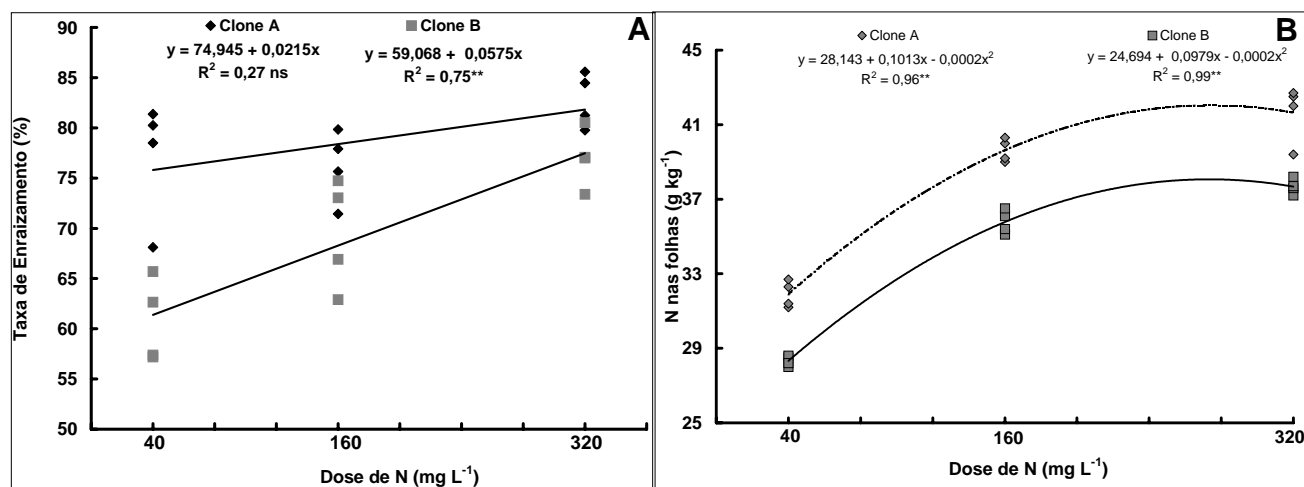 A
Clone A
Clone B
y = 74,945 + 0,0215x
R² = 0,27 ns
y = 59,068 + 0,0575x
R² = 0,75**
Taxa de Enraizamento (%)
90
85
80
75
70
65
60
55
50
40
160
320
Dose de N (mg L⁻¹)
B
Clone A
Clone B
y = 28,143 + 0,1013x - 0,0002x²
R² = 0,96**
y = 24,694 + 0,0979x - 0,0002x²
R² = 0,99**
N nas folhas (g kg⁻¹)
45
41
37
33
29
25
40
160
320
Dose de N (mg L⁻¹)